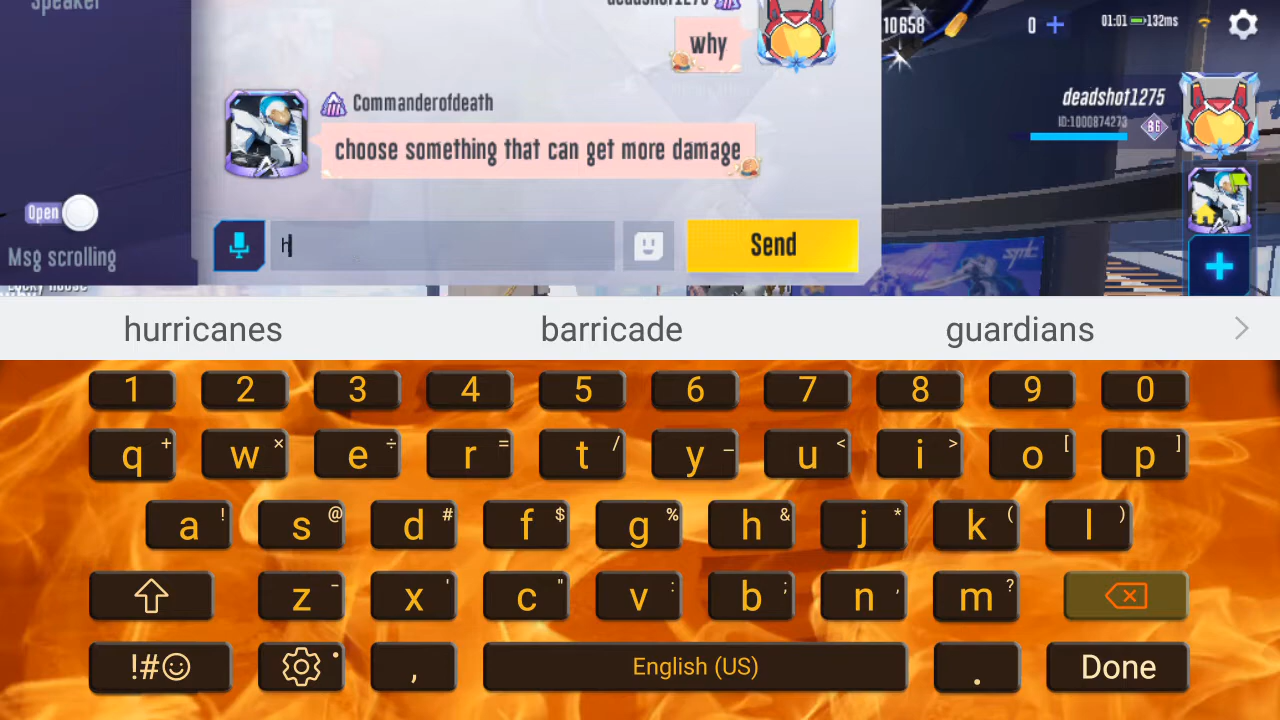 Speaker
deadshot1275
why
Commanderofdeath
choose something that can get more damage
Open
Msg scrolling
H
Send
10658
0
01:01
132ms
deadshot1275
ID:1000874273
86
hurricanes barricade guardians
1 2 3 4 5 6 7 8 9 0
q + w × e ÷ r = t / y – u < i > o [ p ]
a ! s @ d # f $ g % h & j * k ( l )
z - x ' c " v : b ; n , m ?
!#☺ , English (US) . Done